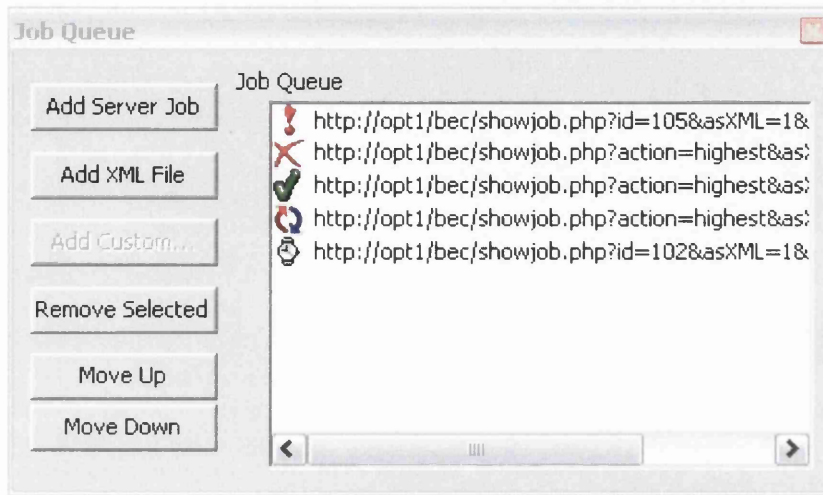 Job Queue
Add Server Job
Add XML File
Add Custom...
Remove Selected
Move Up
Move Down
Job Queue
http://opt1/bec/showjob.php?id=105&asXML=1&
http://opt1/bec/showjob.php?action=highest&as
http://opt1/bec/showjob.php?action=highest&as
http://opt1/bec/showjob.php?action=highest&as
http://opt1/bec/showjob.php?id=102&asXML=1&